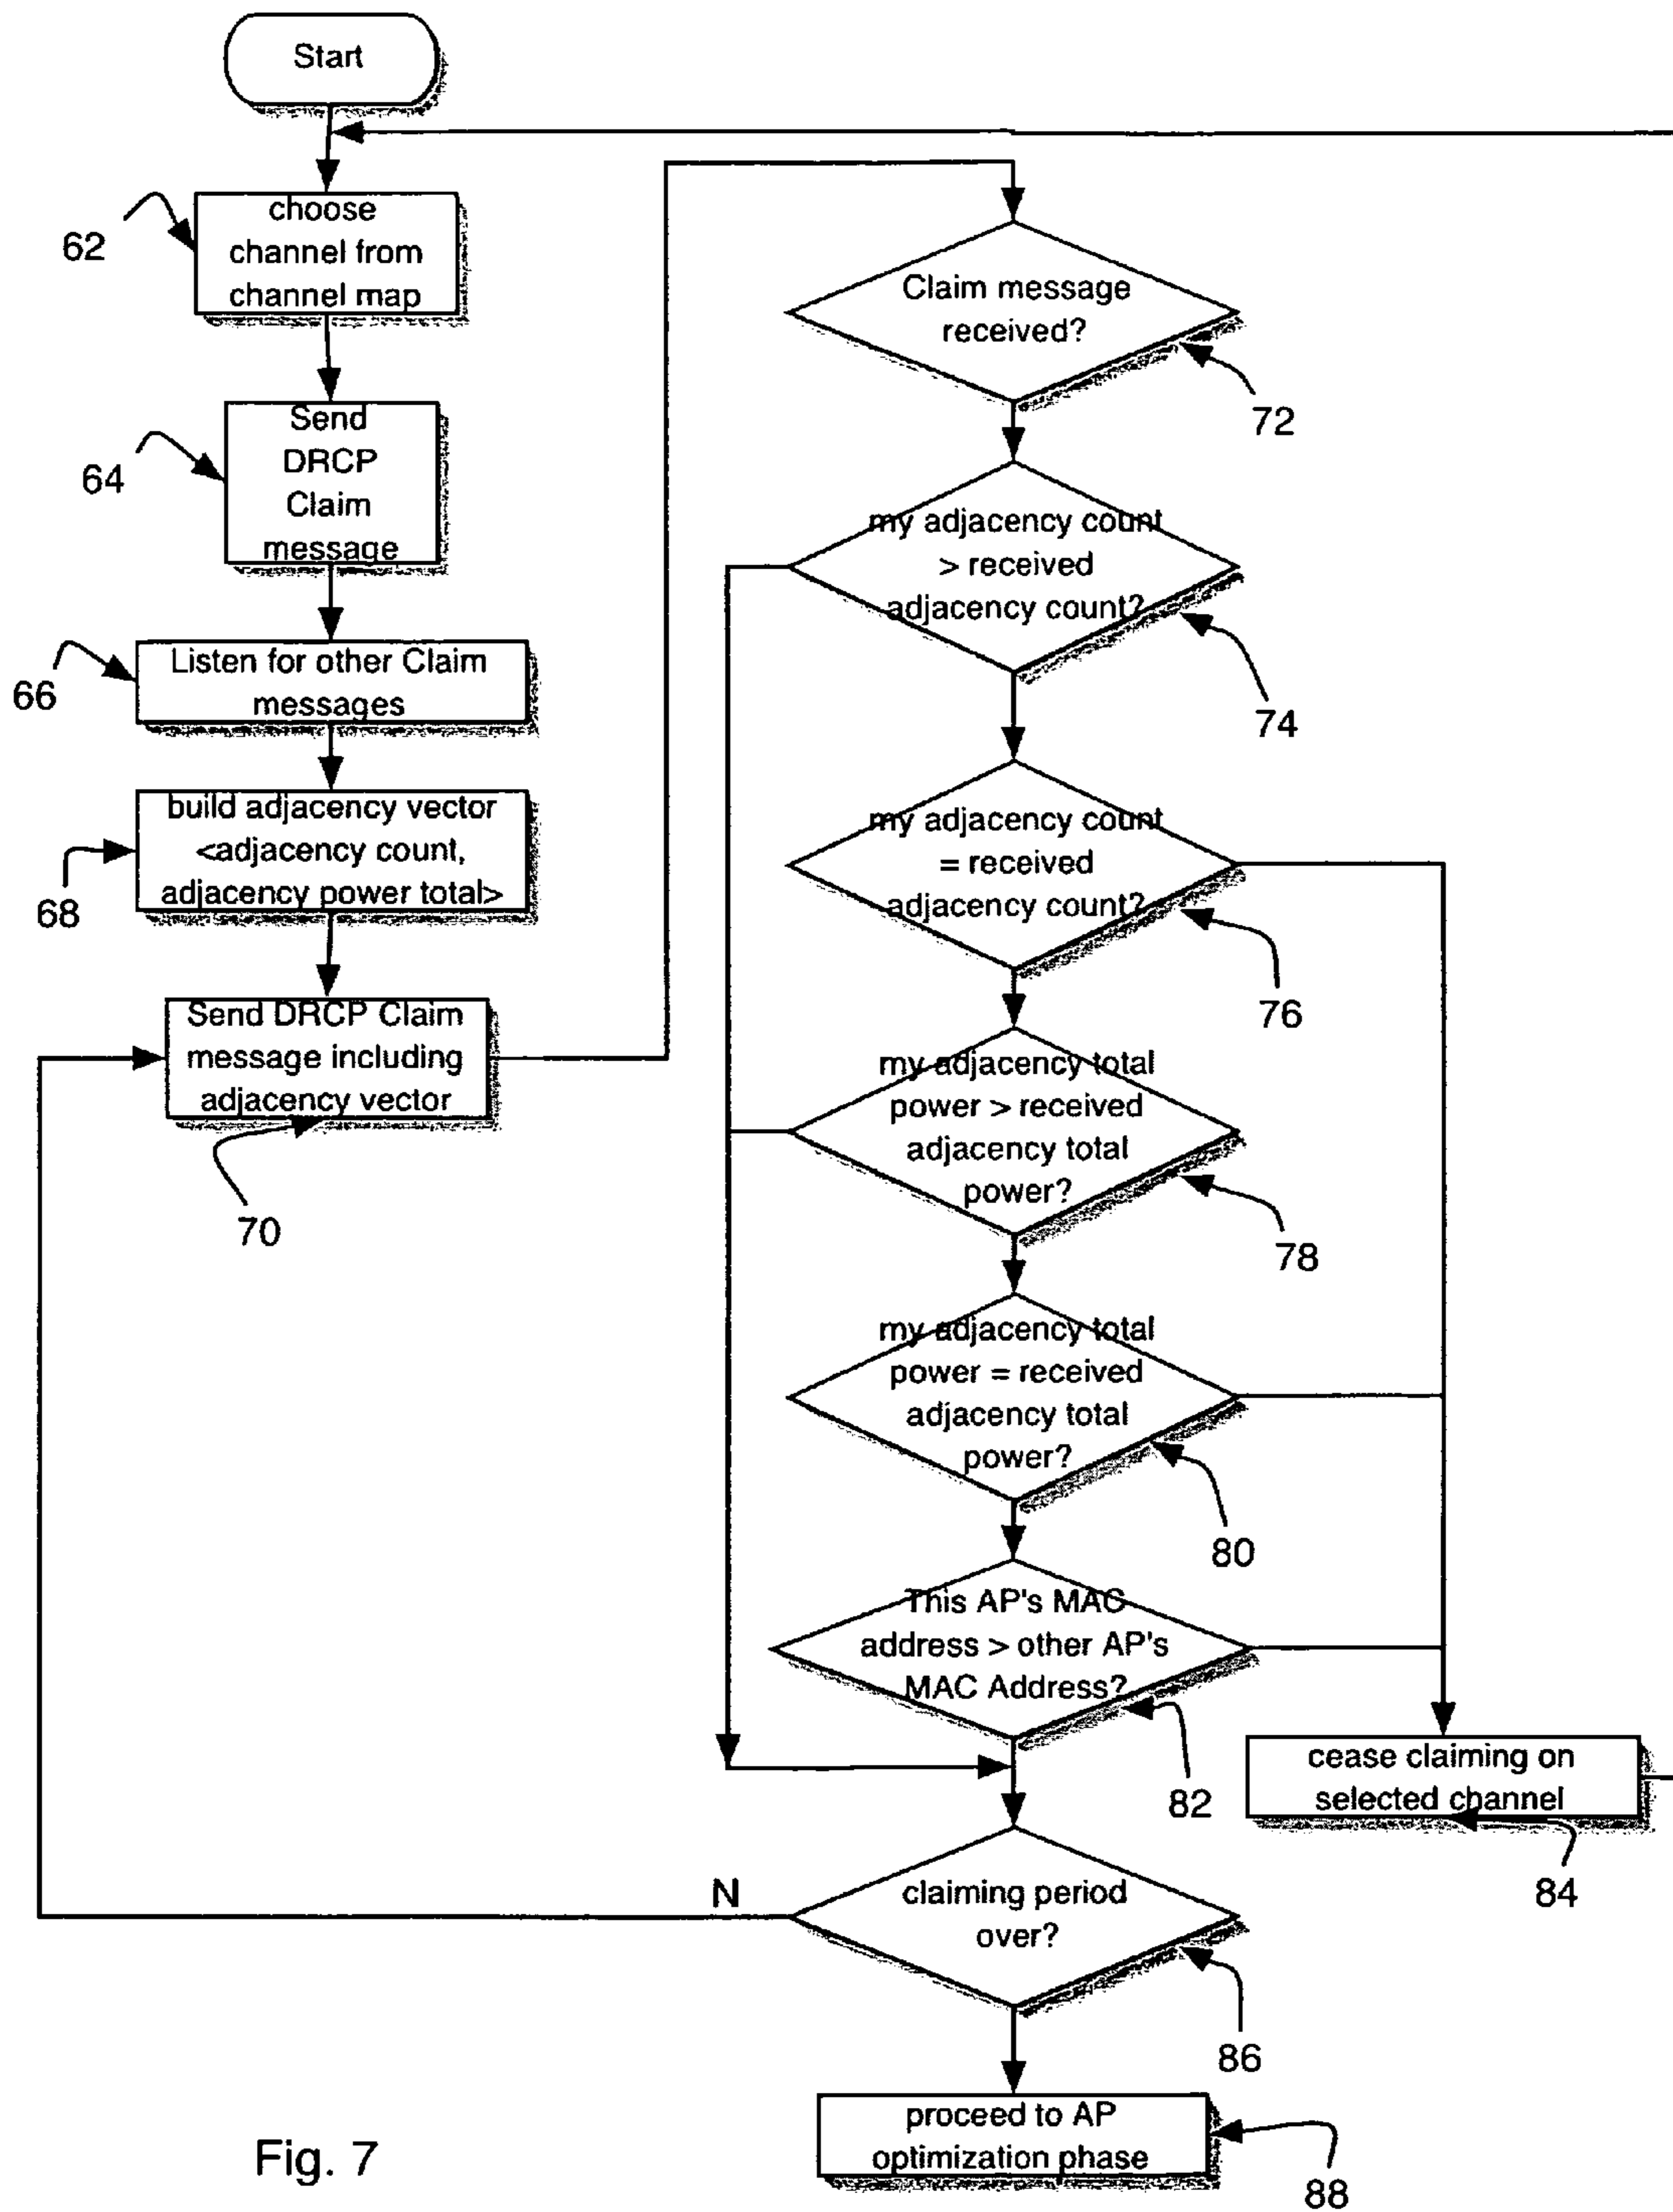 Start
choose
channel from
channel map
62
Send
DRCP
Claim
message
64
Listen for other Claim
messages
66
build adjacency vector
<adjacency count,
adjacency power total>
68
Send DRCP Claim
message including
adjacency vector
70
Claim message
received?
72
my adjacency count
> received
adjacency count?
74
my adjacency count
= received
adjacency count?
76
my adjacency total
power > received
adjacency total
power?
78
my adjacency total
power = received
adjacency total
power?
80
This AP's MAC
address > other AP's
MAC Address?
82
cease claiming on
selected channel
84
N
claiming period
over?
86
proceed to AP
optimization phase
88
Fig. 7